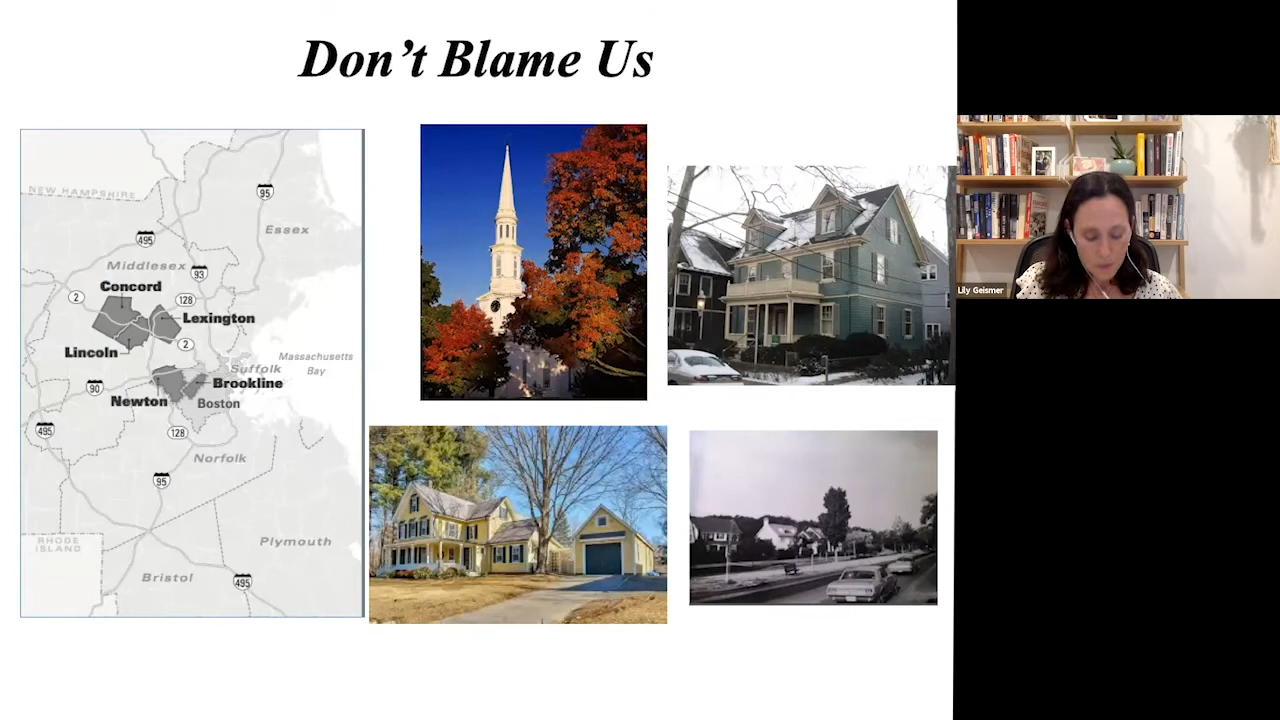 Don't Blame Us
NEW HAMPSHIRE
95
Essex
495
Middlesex
93
Concord
2
128
Lexington
Lincoln
2
Massachusetts
Bay
Suffolk
90
Brookline
Newton
Boston
495
128
Norfolk
95
RHODE
ISLAND
Plymouth
Bristol
495
Lily Geismer